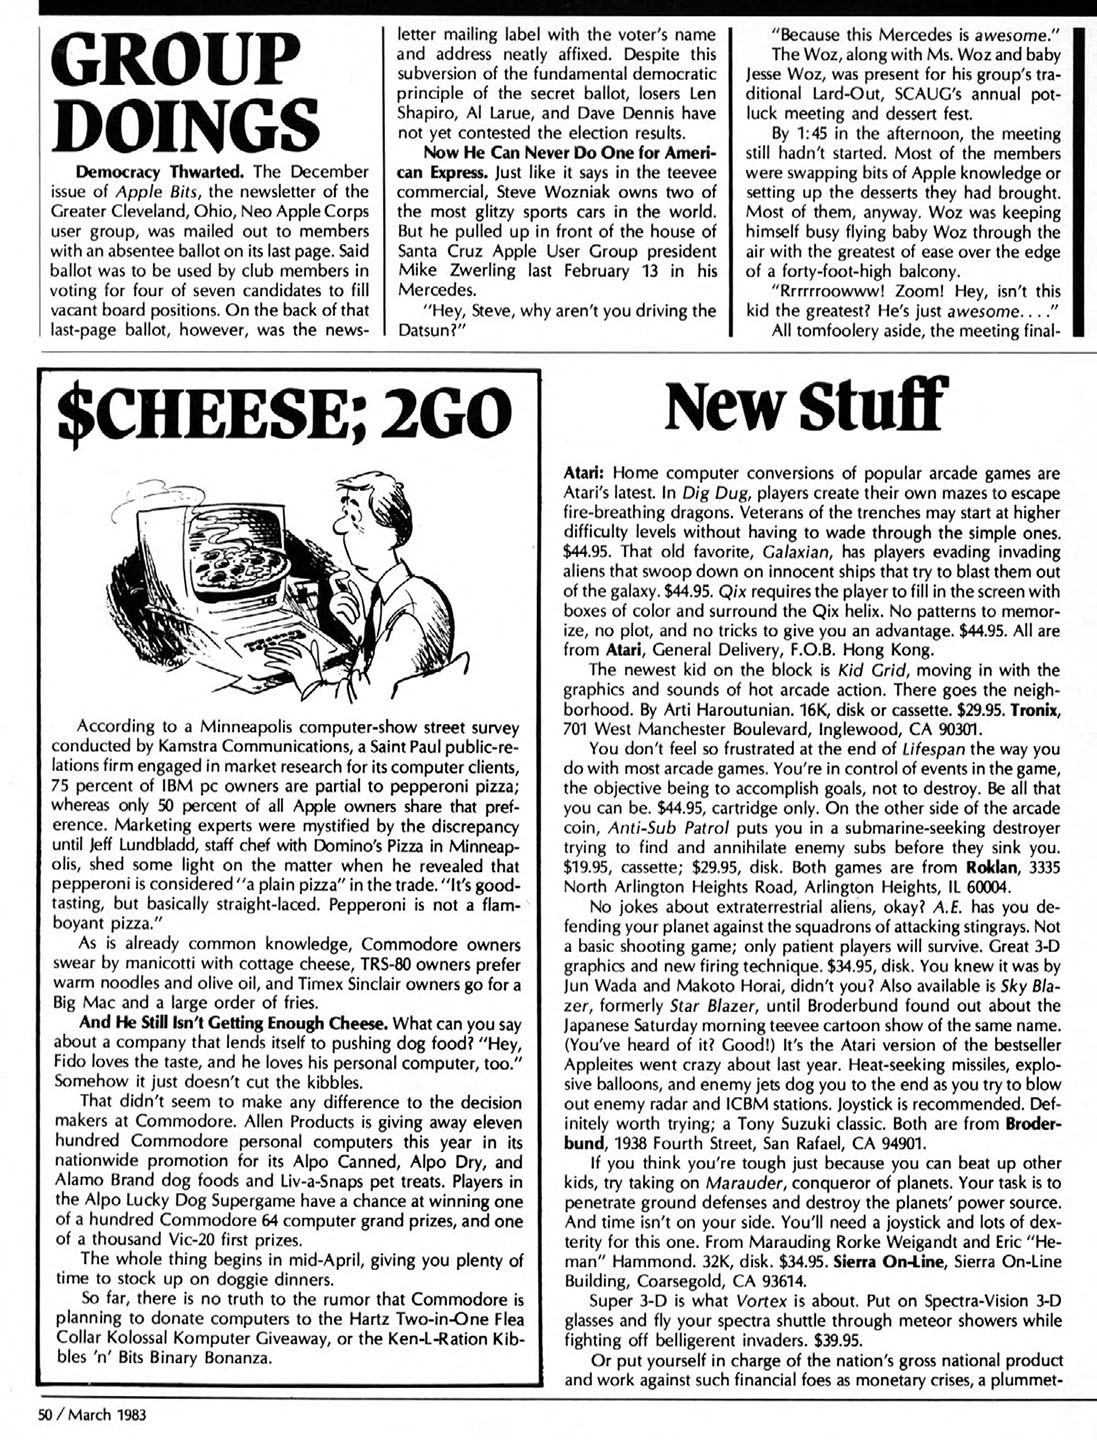 GROUP
DOINGS
Democracy Thwarted. The December
issue of Apple Bits, the newsletter of the
Greater Cleveland, Ohio, Neo Apple Corps
user group, was mailed out to members
with an absentee ballot on its last page. Said
ballot was to be used by club members in
voting for four of seven candidates to fill
vacant board positions. On the back of that
last-page ballot, however, was the news-
letter mailing label with the voter's name
and address neatly affixed. Despite this
subversion of the fundamental democratic
principle of the secret ballot, losers Len
Shapiro, Al Larue, and Dave Dennis have
not yet contested the election results.
Now He Can Never Do One for Ameri-
can Express. Just like it says in the teevee
commercial, Steve Wozniak owns two of
the most glitzy sports cars in the world.
But he pulled up in front of the house of
Santa Cruz Apple User Group president
Mike Zwerling last February 13 in his
Mercedes.
"Hey, Steve, why aren't you driving the
Datsun?"
"Because this Mercedes is awesome."
The Woz, along with Ms. Woz and baby
Jesse Woz, was present for his group's tra-
ditional Lard-Out, SCAUG's annual pot-
luck meeting and dessert fest.
By 1:45 in the afternoon, the meeting
still hadn't started. Most of the members
were swapping bits of Apple knowledge or
setting up the desserts they had brought.
Most of them, anyway. Woz was keeping
himself busy flying baby Woz through the
air with the greatest of ease over the edge
of a forty-foot-high balcony.
"Rrrrrroowww! Zoom! Hey, isn't this
kid the greatest? He's just awesome. . . ."
All tomfoolery aside, the meeting final-
$CHEESE; 2GO
According to a Minneapolis computer-show street survey
conducted by Kamstra Communications, a Saint Paul public-re-
lations firm engaged in market research for its computer clients,
75 percent of IBM pc owners are partial to pepperoni pizza;
whereas only 50 percent of all Apple owners share that pref-
erence. Marketing experts were mystified by the discrepancy
until Jeff Lundbladd, staff chef with Domino's Pizza in Minneap-
olis, shed some light on the matter when he revealed that
pepperoni is considered "a plain pizza" in the trade. "It's good-
tasting, but basically straight-laced. Pepperoni is not a flam-
boyant pizza."
As is already common knowledge, Commodore owners
swear by manicotti with cottage cheese, TRS-80 owners prefer
warm noodles and olive oil, and Timex Sinclair owners go for a
Big Mac and a large order of fries.
And He Still Isn't Getting Enough Cheese. What can you say
about a company that lends itself to pushing dog food? "Hey,
Fido loves the taste, and he loves his personal computer, too."
Somehow it just doesn't cut the kibbles.
That didn't seem to make any difference to the decision
makers at Commodore. Allen Products is giving away eleven
hundred Commodore personal computers this year in its
nationwide promotion for its Alpo Canned, Alpo Dry, and
Alamo Brand dog foods and Liv-a-Snaps pet treats. Players in
the Alpo Lucky Dog Supergame have a chance at winning one
of a hundred Commodore 64 computer grand prizes, and one
of a thousand Vic-20 first prizes.
The whole thing begins in mid-April, giving you plenty of
time to stock up on doggie dinners.
So far, there is no truth to the rumor that Commodore is
planning to donate computers to the Hartz Two-in-One Flea
Collar Kolossal Komputer Giveaway, or the Ken-L-Ration Kib-
bles 'n' Bits Binary Bonanza.
New Stuff
Atari: Home computer conversions of popular arcade games are
Atari's latest. In Dig Dug, players create their own mazes to escape
fire-breathing dragons. Veterans of the trenches may start at higher
difficulty levels without having to wade through the simple ones.
$44.95. That old favorite, Galaxian, has players evading invading
aliens that swoop down on innocent ships that try to blast them out
of the galaxy. $44.95. Qix requires the player to fill in the screen with
boxes of color and surround the Qix helix. No patterns to memor-
ize, no plot, and no tricks to give you an advantage. $44.95. All are
from Atari, General Delivery, F.O.B. Hong Kong.
The newest kid on the block is Kid Grid, moving in with the
graphics and sounds of hot arcade action. There goes the neigh-
borhood. By Arti Haroutunian. 16K, disk or cassette. $29.95. Tronix,
701 West Manchester Boulevard, Inglewood, CA 90301.
You don't feel so frustrated at the end of Lifespan the way you
do with most arcade games. You're in control of events in the game,
the objective being to accomplish goals, not to destroy. Be all that
you can be. $44.95, cartridge only. On the other side of the arcade
coin, Anti-Sub Patrol puts you in a submarine-seeking destroyer
trying to find and annihilate enemy subs before they sink you.
$19.95, cassette; $29.95, disk. Both games are from Roklan, 3335
North Arlington Heights Road, Arlington Heights, IL 60004.
No jokes about extraterrestrial aliens, okay? A.E. has you de-
fending your planet against the squadrons of attacking stingrays. Not
a basic shooting game; only patient players will survive. Great 3-D
graphics and new firing technique. $34.95, disk. You knew it was by
Jun Wada and Makoto Horai, didn't you? Also available is Sky Bla-
zer, formerly Star Blazer, until Broderbund found out about the
Japanese Saturday morning teevee cartoon show of the same name.
(You've heard of it? Good!) It's the Atari version of the bestseller
Appleites went crazy about last year. Heat-seeking missiles, explo-
sive balloons, and enemy jets dog you to the end as you try to blow
out enemy radar and ICBM stations. Joystick is recommended. Def-
initely worth trying; a Tony Suzuki classic. Both are from Broder-
bund, 1938 Fourth Street, San Rafael, CA 94901.
If you think you're tough just because you can beat up other
kids, try taking on Marauder, conqueror of planets. Your task is to
penetrate ground defenses and destroy the planets' power source.
And time isn't on your side. You'll need a joystick and lots of dex-
terity for this one. From Marauding Rorke Weigandt and Eric "He-
man" Hammond. 32K, disk. $34.95. Sierra On-Line, Sierra On-Line
Building, Coarsegold, CA 93614.
Super 3-D is what Vortex is about. Put on Spectra-Vision 3-D
glasses and fly your spectra shuttle through meteor showers while
fighting off belligerent invaders. $39.95.
Or put yourself in charge of the nation's gross national product
and work against such financial foes as monetary crises, a plummet-
50 / March 1983